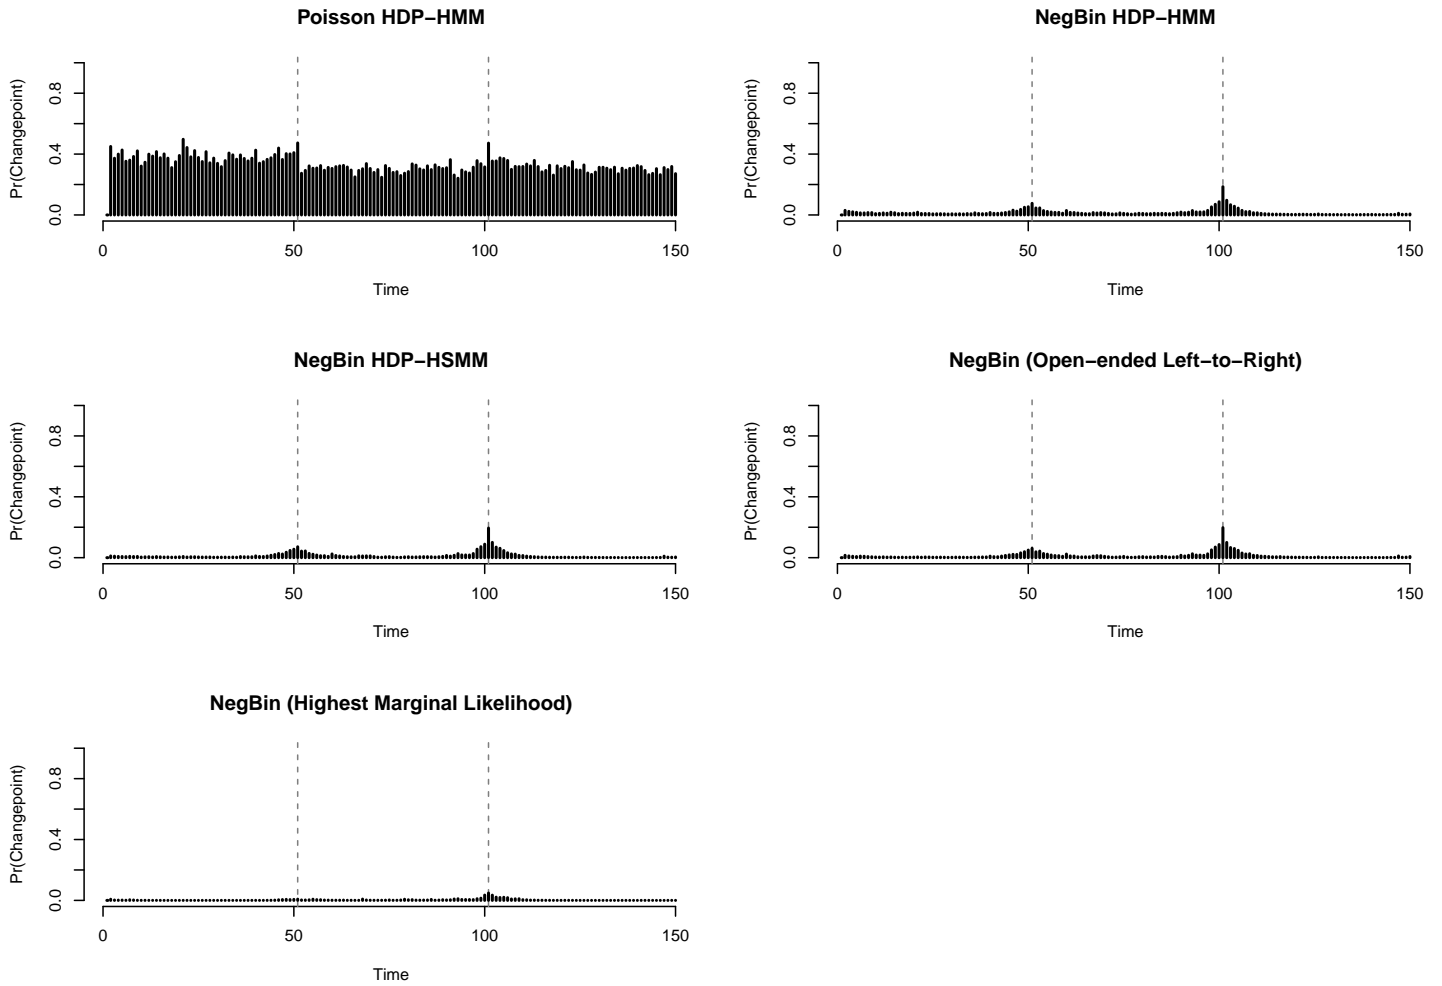 Poisson HDP−HMM
Pr(Changepoint)
0.0 0.4 0.8
0 50 100 150
Time
NegBin HDP−HMM
Pr(Changepoint)
0.0 0.4 0.8
0 50 100 150
Time
NegBin HDP−HSMM
Pr(Changepoint)
0.0 0.4 0.8
0 50 100 150
Time
NegBin (Open−ended Left−to−Right)
Pr(Changepoint)
0.0 0.4 0.8
0 50 100 150
Time
NegBin (Highest Marginal Likelihood)
Pr(Changepoint)
0.0 0.4 0.8
0 50 100 150
Time